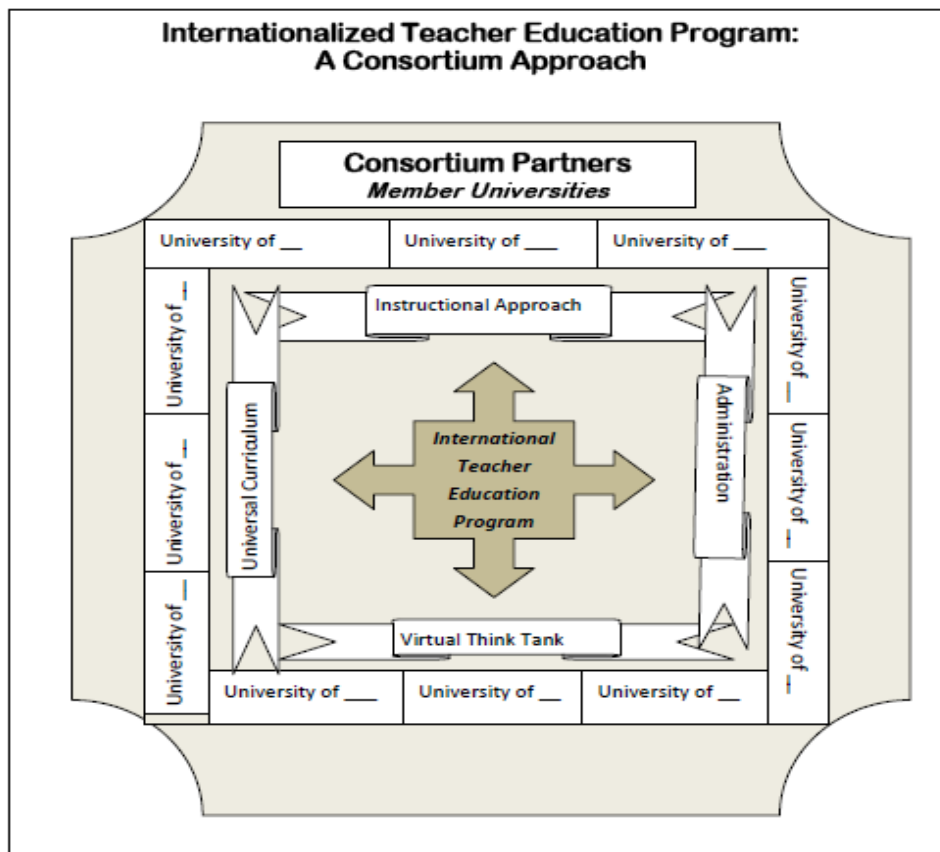 Internationalized Teacher Education Program:
A Consortium Approach
Consortium Partners
Member Universities
University of __
University of ___
University of ___
University of __
University of __
University of __
Universal Curriculum
Instructional Approach
International
Teacher
Education
Program
Virtual Think Tank
Administration
University of __
University of __
University of __
University of ___
University of __
University of __